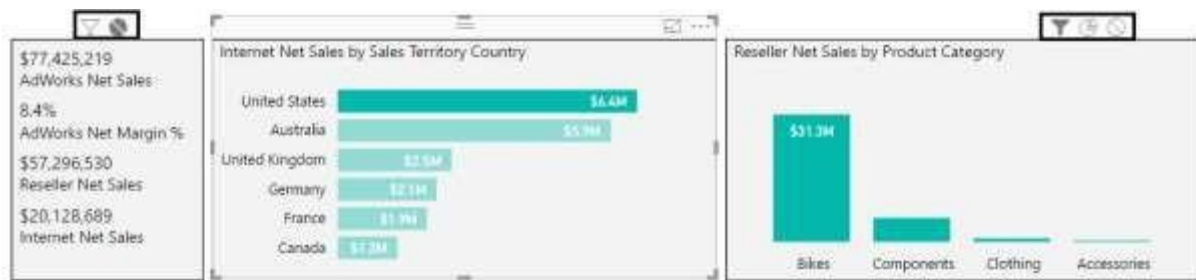 $77,425,219
AdWorks Net Sales
8.4%
AdWorks Net Margin %
$57,296,530
Reseller Net Sales
$20,128,689
Internet Net Sales
Internet Net Sales by Sales Territory Country
United States $6.4M
Australia $5.9M
United Kingdom $2.5M
Germany $2.1M
France $1.9M
Canada $1.3M
Reseller Net Sales by Product Category
$31.3M
Bikes Components Clothing Accessories